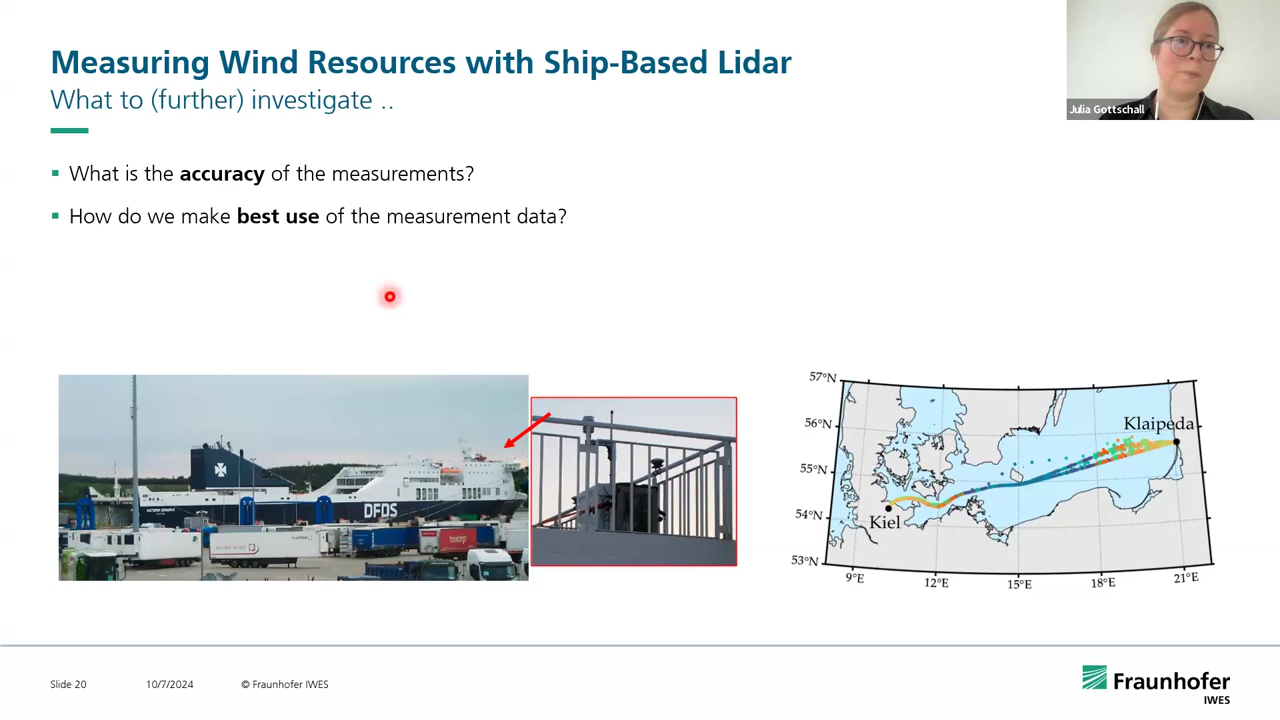 Measuring Wind Resources with Ship-Based Lidar
What to (further) investigate ..
Julia Gottschall
What is the accuracy of the measurements?
How do we make best use of the measurement data?
DFDS
57°N
56°N
55°N
54°N
53°N
9°E
12°E
15°E
18°E
21°E
Klaipeda
Kiel
Slide 20
10/7/2024
© Fraunhofer IWES
Fraunhofer
IWES